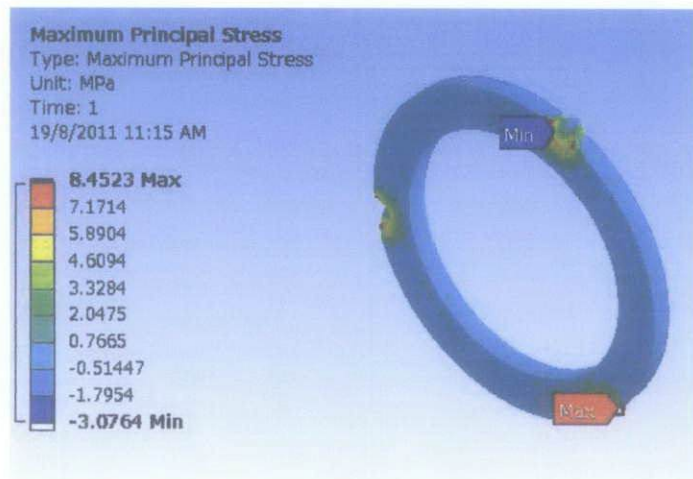 Maximum Principal Stress
Type: Maximum Principal Stress
Unit: MPa
Time: 1
19/8/2011 11:15 AM
8.4523 Max
7.1714
5.8904
4.6094
3.3284
2.0475
0.7665
-0.51447
-1.7954
-3.0764 Min
Min
Max